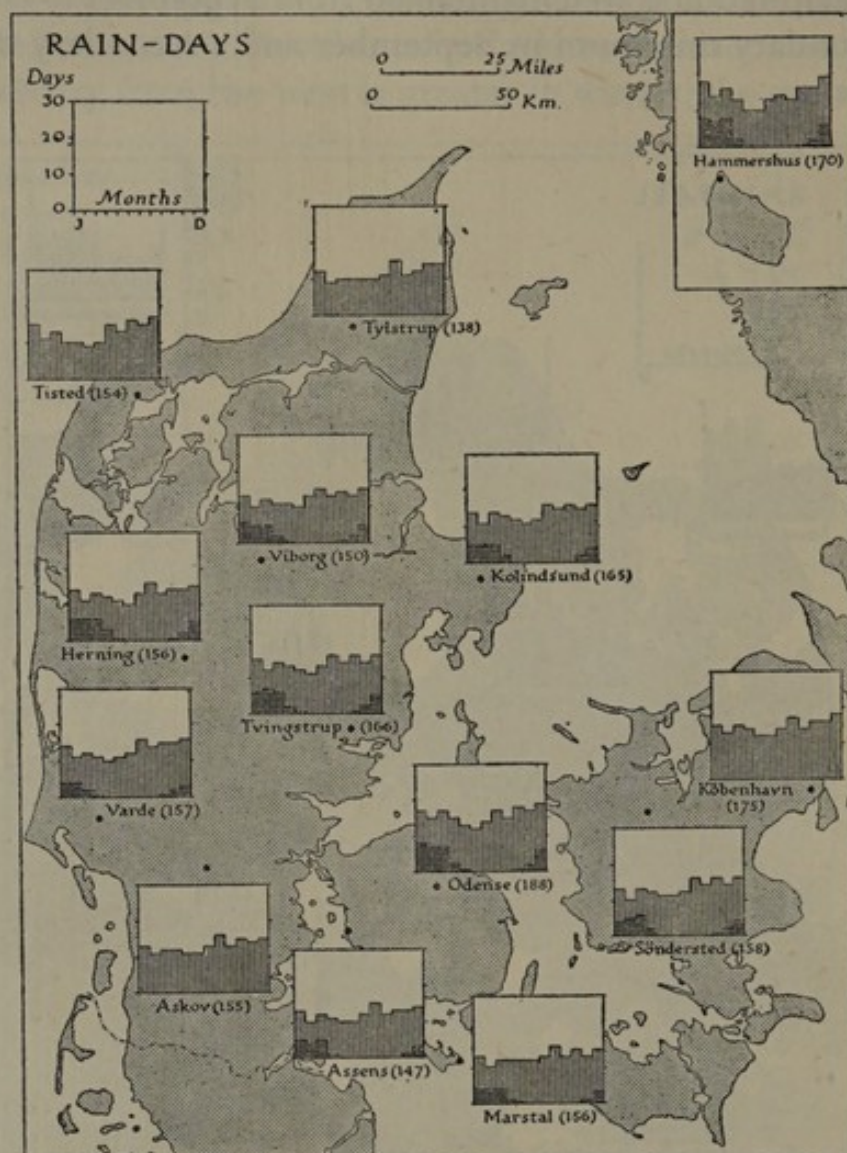 RAIN-DAYS
Days
30
20
10
0
Months
J D
0 25 Miles
0 50 Km.
Hammershus (170)
Tylstrup (138)
Tisted (154)
Viborg (150)
Kolindsund (165)
Herning (156)
Tvingstrup (166)
Varde (157)
Köbenhavn
(175)
Odense (188)
Söndersted (158)
Askov (155)
Assens (147)
Marstal (156)